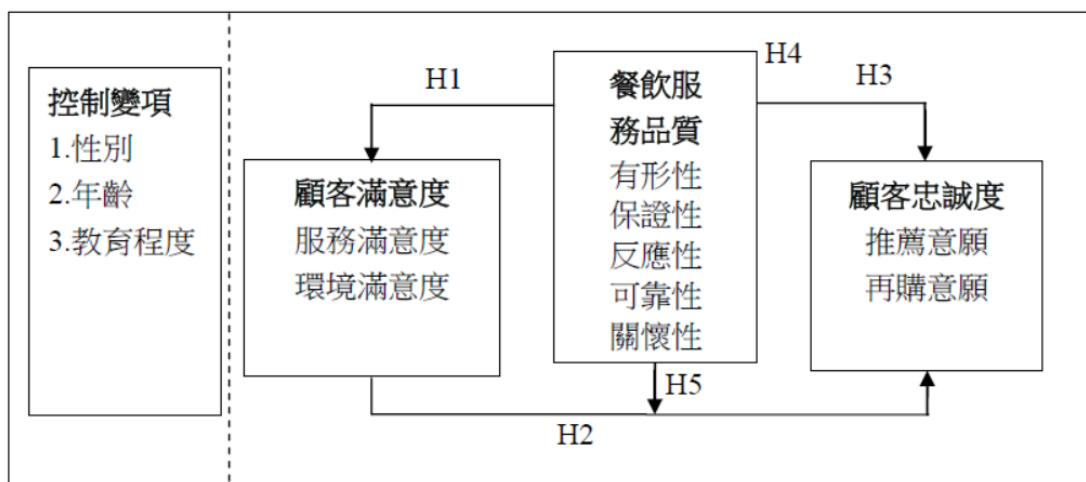 控制變項
1.性別
2.年齡
3.教育程度
H1
顧客滿意度
服務滿意度
環境滿意度
餐飲服
務品質
有形性
保證性
反應性
可靠性
關懷性
H4
H3
顧客忠誠度
推薦意願
再購意願
H5
H2